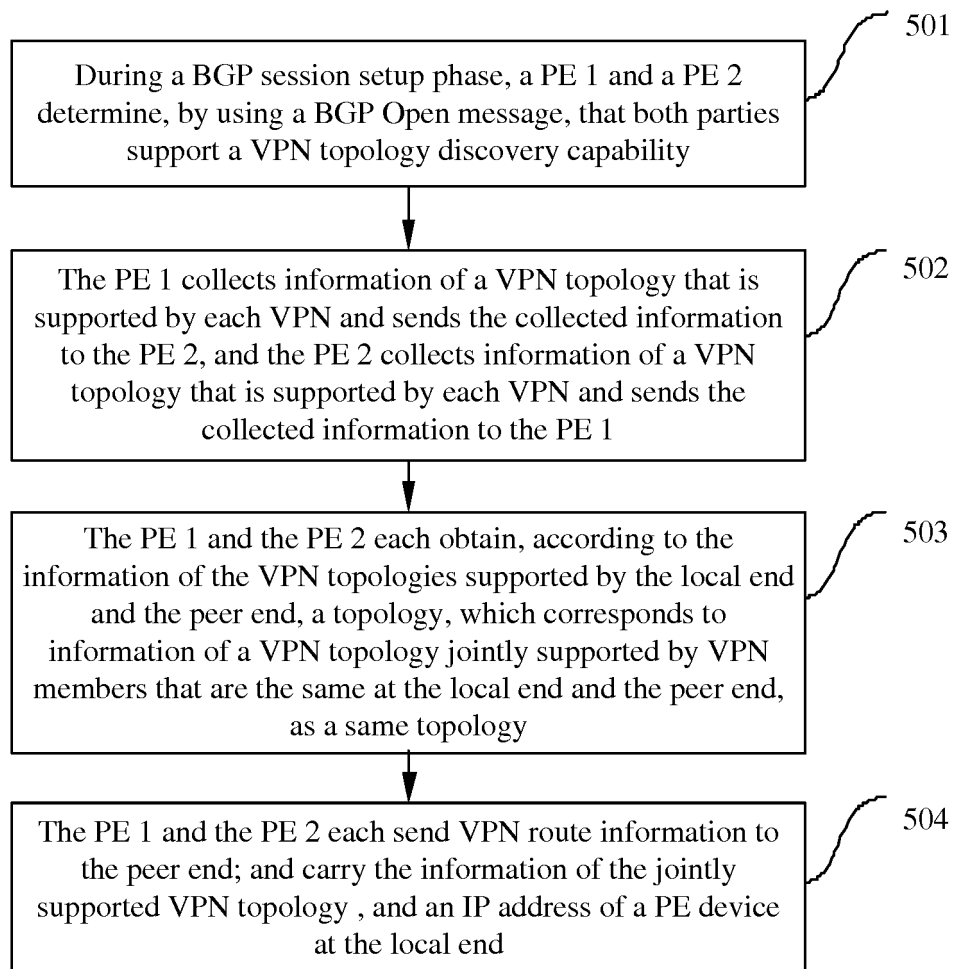 501
During a BGP session setup phase, a PE 1 and a PE 2
determine, by using a BGP Open message, that both parties
support a VPN topology discovery capability
502
The PE 1 collects information of a VPN topology that is
supported by each VPN and sends the collected information
to the PE 2, and the PE 2 collects information of a VPN
topology that is supported by each VPN and sends the
collected information to the PE 1
503
The PE 1 and the PE 2 each obtain, according to the
information of the VPN topologies supported by the local end
and the peer end, a topology, which corresponds to
information of a VPN topology jointly supported by VPN
members that are the same at the local end and the peer end,
as a same topology
504
The PE 1 and the PE 2 each send VPN route information to
the peer end; and carry the information of the jointly
supported VPN topology , and an IP address of a PE device
at the local end